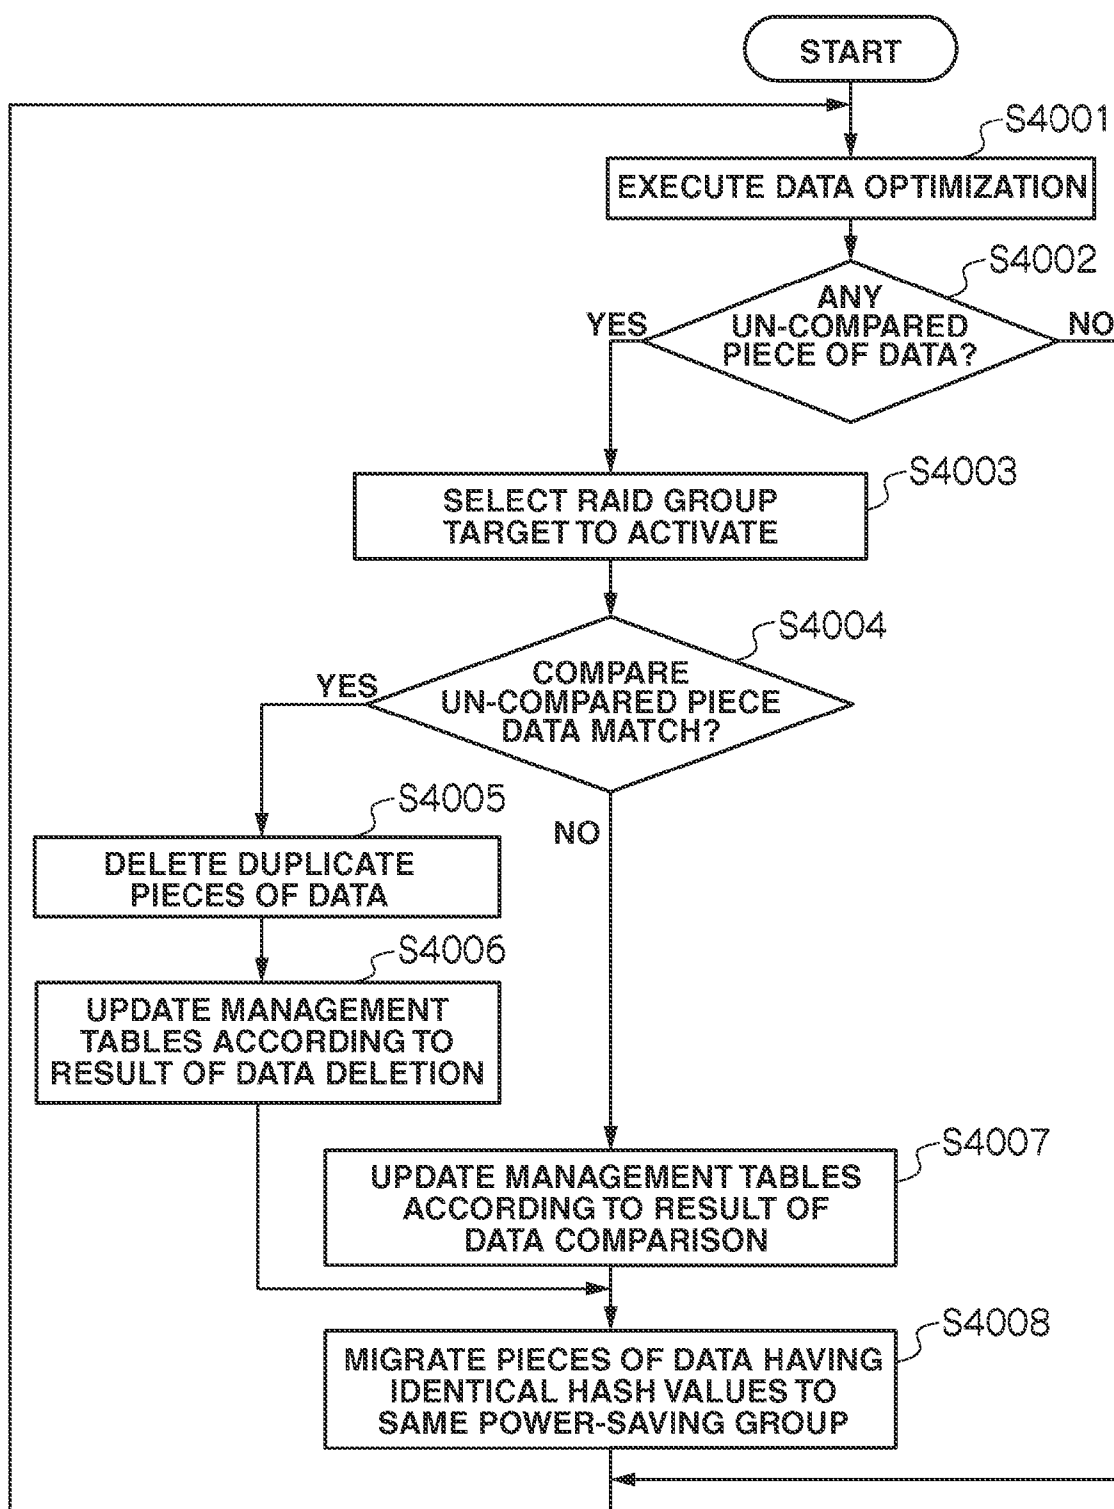 START
S4001
EXECUTE DATA OPTIMIZATION
S4002
ANY
UN-COMPARED
PIECE OF DATA?
YES
NO
S4003
SELECT RAID GROUP
TARGET TO ACTIVATE
S4004
COMPARE
UN-COMPARED PIECE
DATA MATCH?
YES
NO
S4005
DELETE DUPLICATE
PIECES OF DATA
S4006
UPDATE MANAGEMENT
TABLES ACCORDING TO
RESULT OF DATA DELETION
S4007
UPDATE MANAGEMENT TABLES
ACCORDING TO RESULT OF
DATA COMPARISON
S4008
MIGRATE PIECES OF DATA HAVING
IDENTICAL HASH VALUES TO
SAME POWER-SAVING GROUP